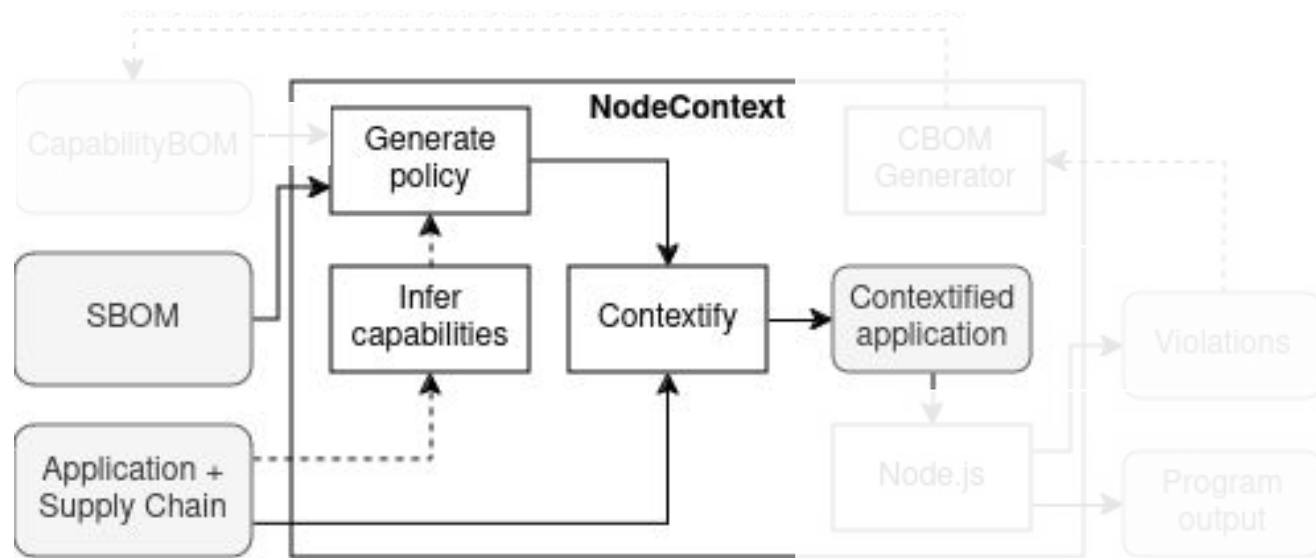 NodeContext
CapabilityBOM
Generate
policy
CBOM
Generator
SBOM
Infer
capabilities
Contextify
Contextified
application
Violations
Application +
Supply Chain
Node.js
Program
output